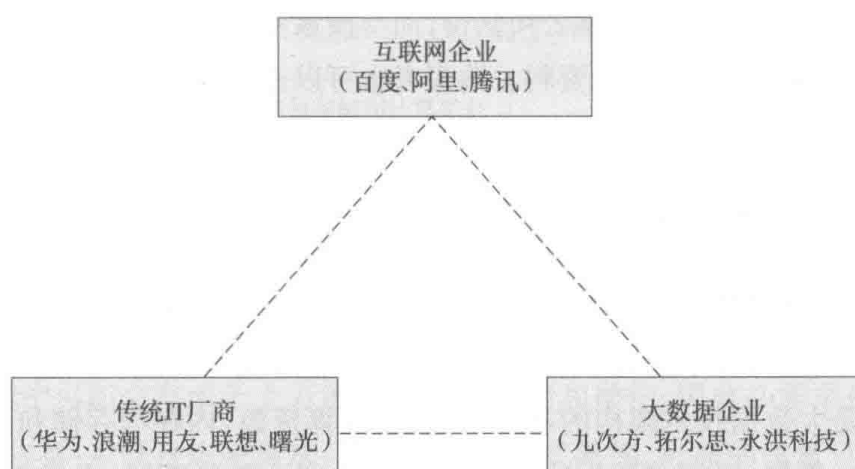 互联网企业
（百度、阿里、腾讯）
传统IT厂商
（华为、浪潮、用友、联想、曙光）
大数据企业
（九次方、拓尔思、永洪科技）